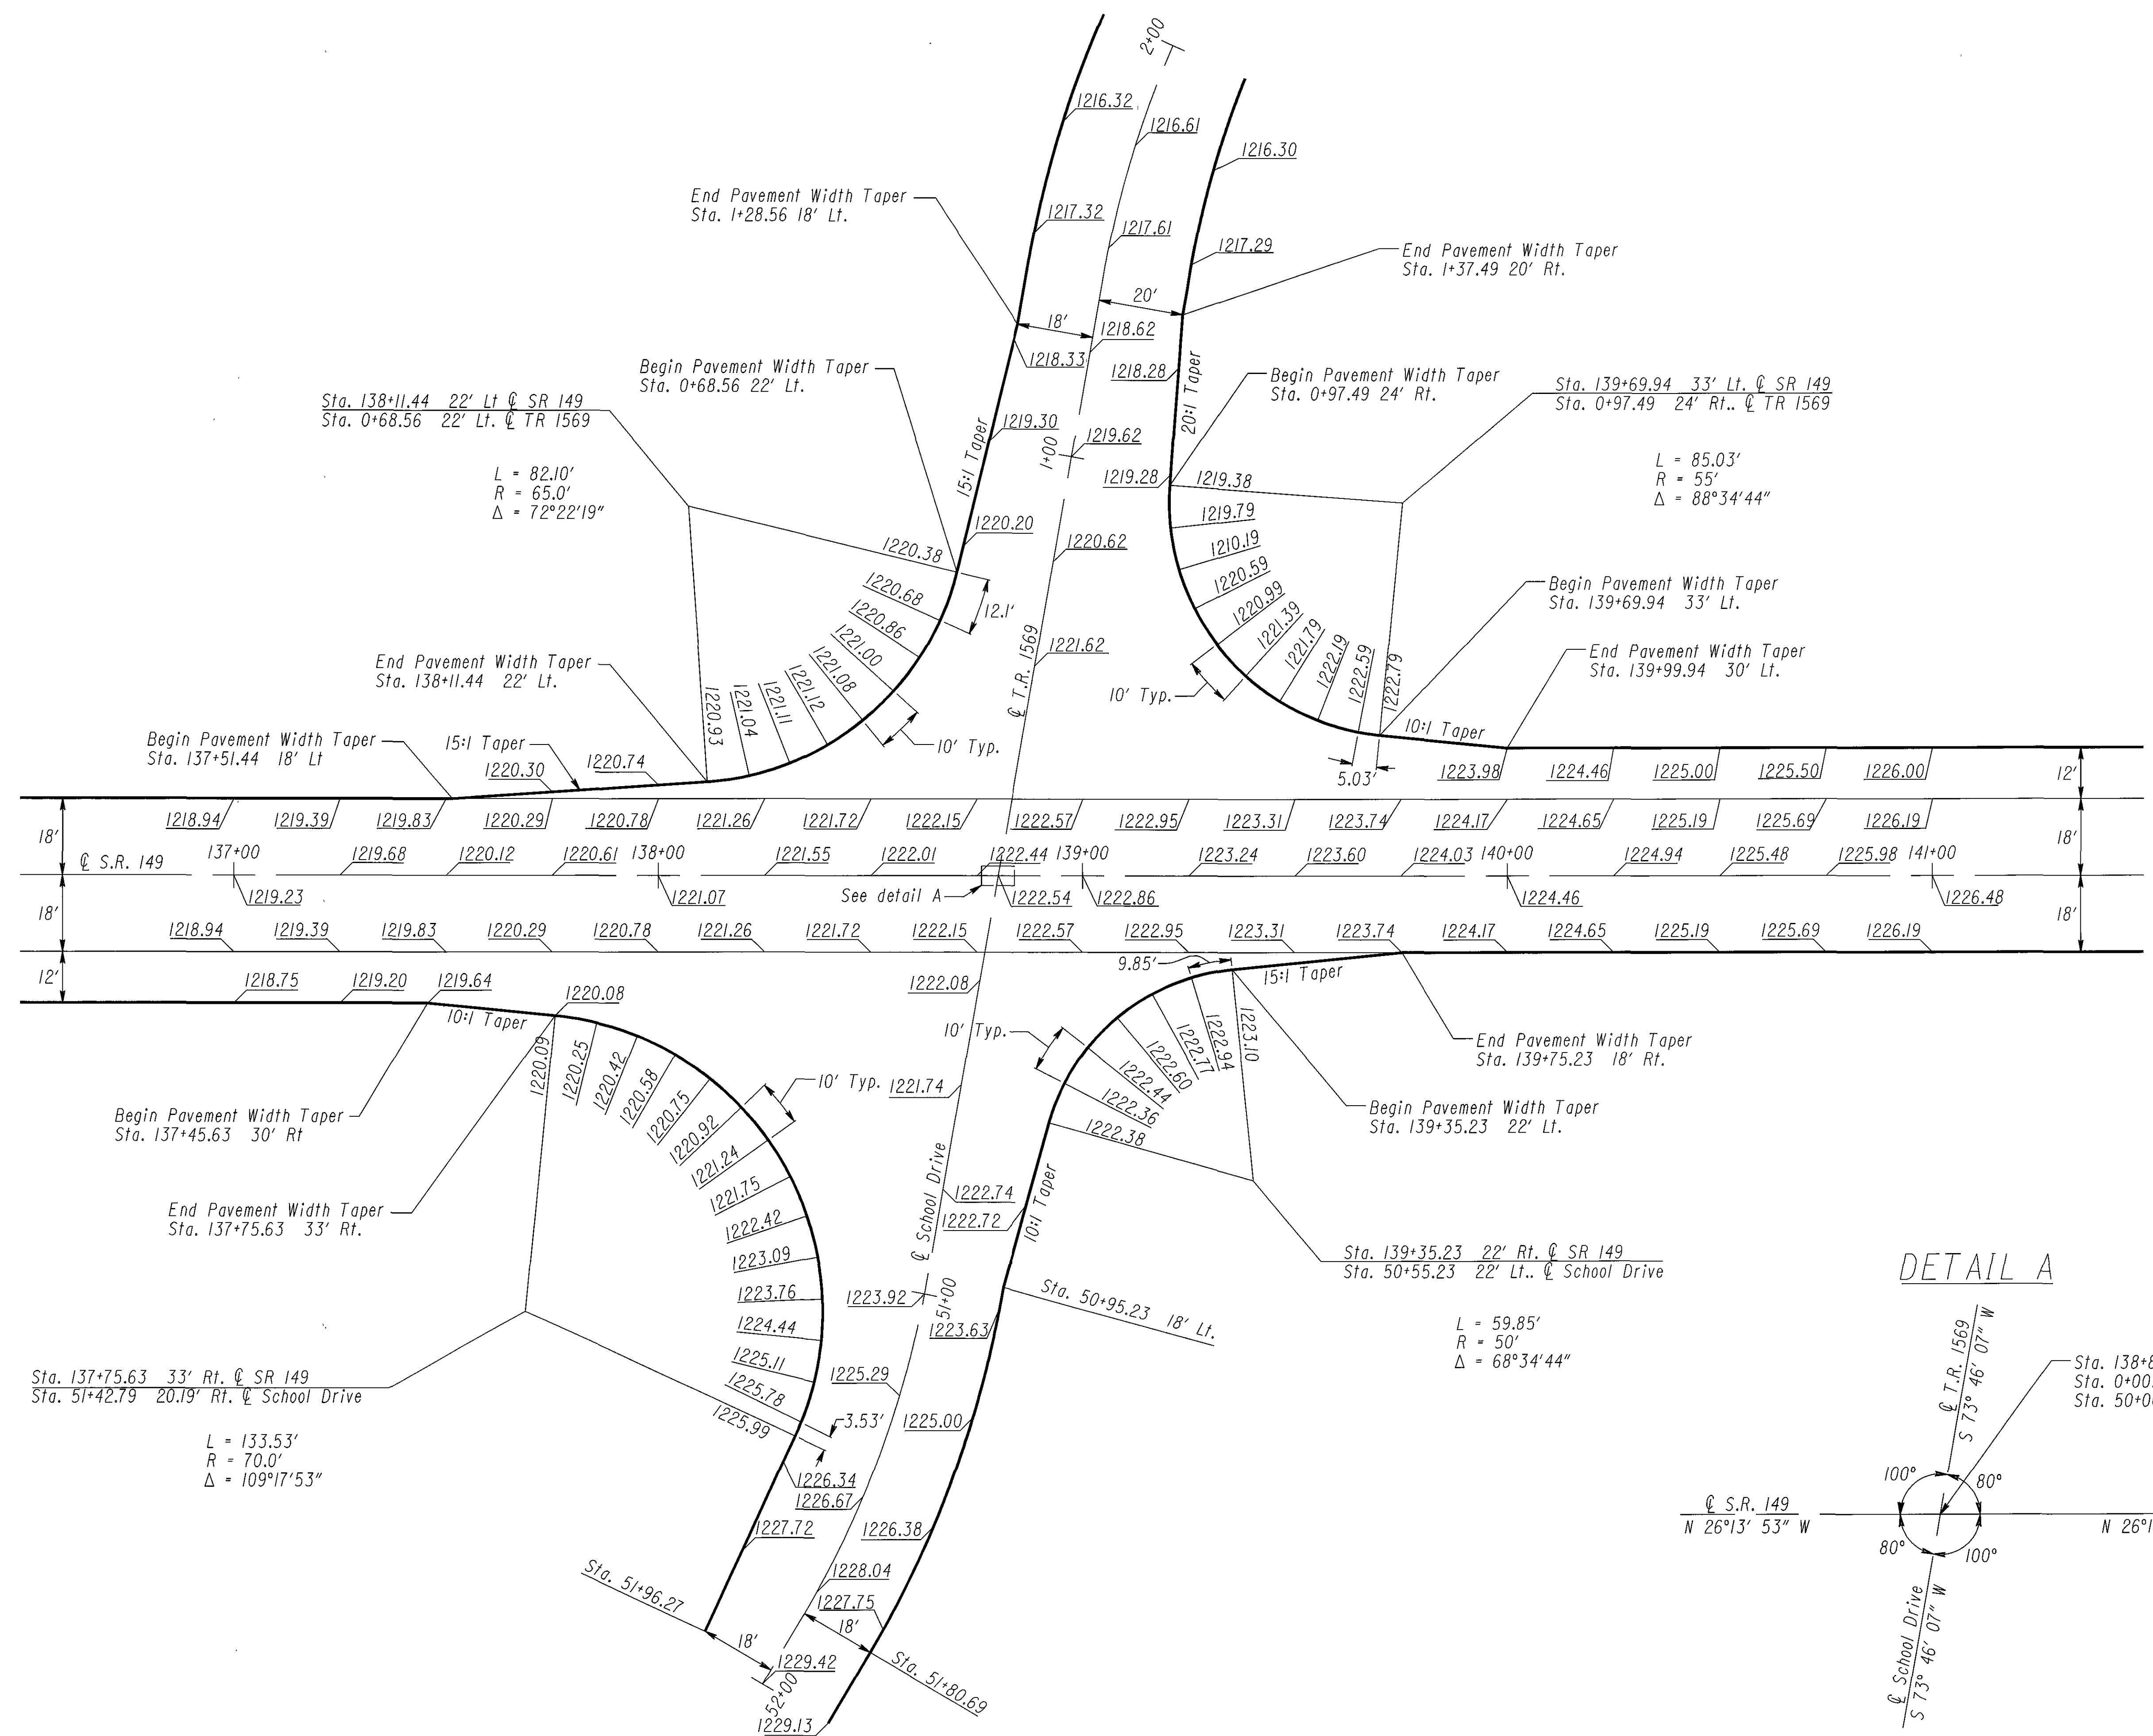 2+00
1216.32
1216.61
1216.30
End Pavement Width Taper
Sta. 1+28.56 18' Lt.
1217.32
1217.61
1217.29
End Pavement Width Taper
Sta. 1+37.49 20' Rt.
20'
18'
1218.62
1218.33
1218.28
Begin Pavement Width Taper
Sta. 0+68.56 22' Lt.
20:1 Taper
Begin Pavement Width Taper
Sta. 0+97.49 24' Rt.
Sta. 138+11.44 22' Lt ℄ SR 149
Sta. 0+68.56 22' Lt. ℄ TR 1569
Sta. 139+69.94 33' Lt. ℄ SR 149
Sta. 0+97.49 24' Rt.. ℄ TR 1569
L = 82.10'
R = 65.0'
Δ = 72°22'19"
L = 85.03'
R = 55'
Δ = 88°34'44"
15:1 Taper
1219.30
1+00
1219.62
1219.28
1219.38
1219.79
1210.19
1220.59
1220.99
1221.39
1221.79
1222.19
1222.59
1222.79
1220.20
1220.62
1220.38
1220.68
1220.86
1221.00
1221.08
1221.12
1221.11
1221.04
1220.93
12.1'
℄ T.R. 1569
1221.62
Begin Pavement Width Taper
Sta. 139+69.94 33' Lt.
End Pavement Width Taper
Sta. 138+11.44 22' Lt.
End Pavement Width Taper
Sta. 139+99.94 30' Lt.
10' Typ.
10' Typ.
10:1 Taper
5.03'
Begin Pavement Width Taper
Sta. 137+51.44 18' Lt
15:1 Taper
1220.30
1220.74
1223.98
1224.46
1225.00
1225.50
1226.00
12'
18'
1218.94
1219.39
1219.83
1220.29
1220.78
1221.26
1221.72
1222.15
1222.57
1222.95
1223.31
1223.74
1224.17
1224.65
1225.19
1225.69
1226.19
18'
℄ S.R. 149
137+00
1219.68
1220.12
1220.61
138+00
1221.55
1222.01
1222.44
139+00
1223.24
1223.60
1224.03
140+00
1224.94
1225.48
1225.98
141+00
1219.23
1221.07
See detail A
1222.54
1222.86
1224.46
1226.48
18'
18'
1218.94
1219.39
1219.83
1220.29
1220.78
1221.26
1221.72
1222.15
1222.57
1222.95
1223.31
1223.74
1224.17
1224.65
1225.19
1225.69
1226.19
12'
1218.75
1219.20
1219.64
1220.08
10:1 Taper
1222.08
9.85'
15:1 Taper
1220.09
1220.25
1220.42
1220.58
1220.75
1220.92
1221.24
1221.75
1222.42
1223.09
1223.76
1224.44
1225.11
1225.78
1225.99
10' Typ.
1221.74
10' Typ.
1223.10
1222.94
1222.77
1222.60
1222.44
1222.36
1222.38
End Pavement Width Taper
Sta. 139+75.23 18' Rt.
Begin Pavement Width Taper
Sta. 137+45.63 30' Rt
Begin Pavement Width Taper
Sta. 139+35.23 22' Lt.
End Pavement Width Taper
Sta. 137+75.63 33' Rt.
℄ School Drive
1222.74
1222.72
10:1 Taper
Sta. 139+35.23 22' Rt. ℄ SR 149
Sta. 50+55.23 22' Lt.. ℄ School Drive
L = 59.85'
R = 50'
Δ = 68°34'44"
1223.92
51+00
1223.63
Sta. 50+95.23 18' Lt.
Sta. 137+75.63 33' Rt. ℄ SR 149
Sta. 51+42.79 20.19' Rt. ℄ School Drive
L = 133.53'
R = 70.0'
Δ = 109°17'53"
1225.29
3.53'
1225.00
1226.34
1226.67
1227.72
1226.38
Sta. 51+96.27
1228.04
1227.75
18'
18'
1229.42
52+00
Sta. 51+80.69
1229.13
DETAIL A
℄ T.R. 1569
S 73° 46' 07" W
Sta. 138+8
Sta. 0+00
Sta. 50+0
100°
80°
℄ S.R. 149
N 26°13' 53" W
N 26°1
80°
100°
℄ School Drive
S 73° 46' 07" W